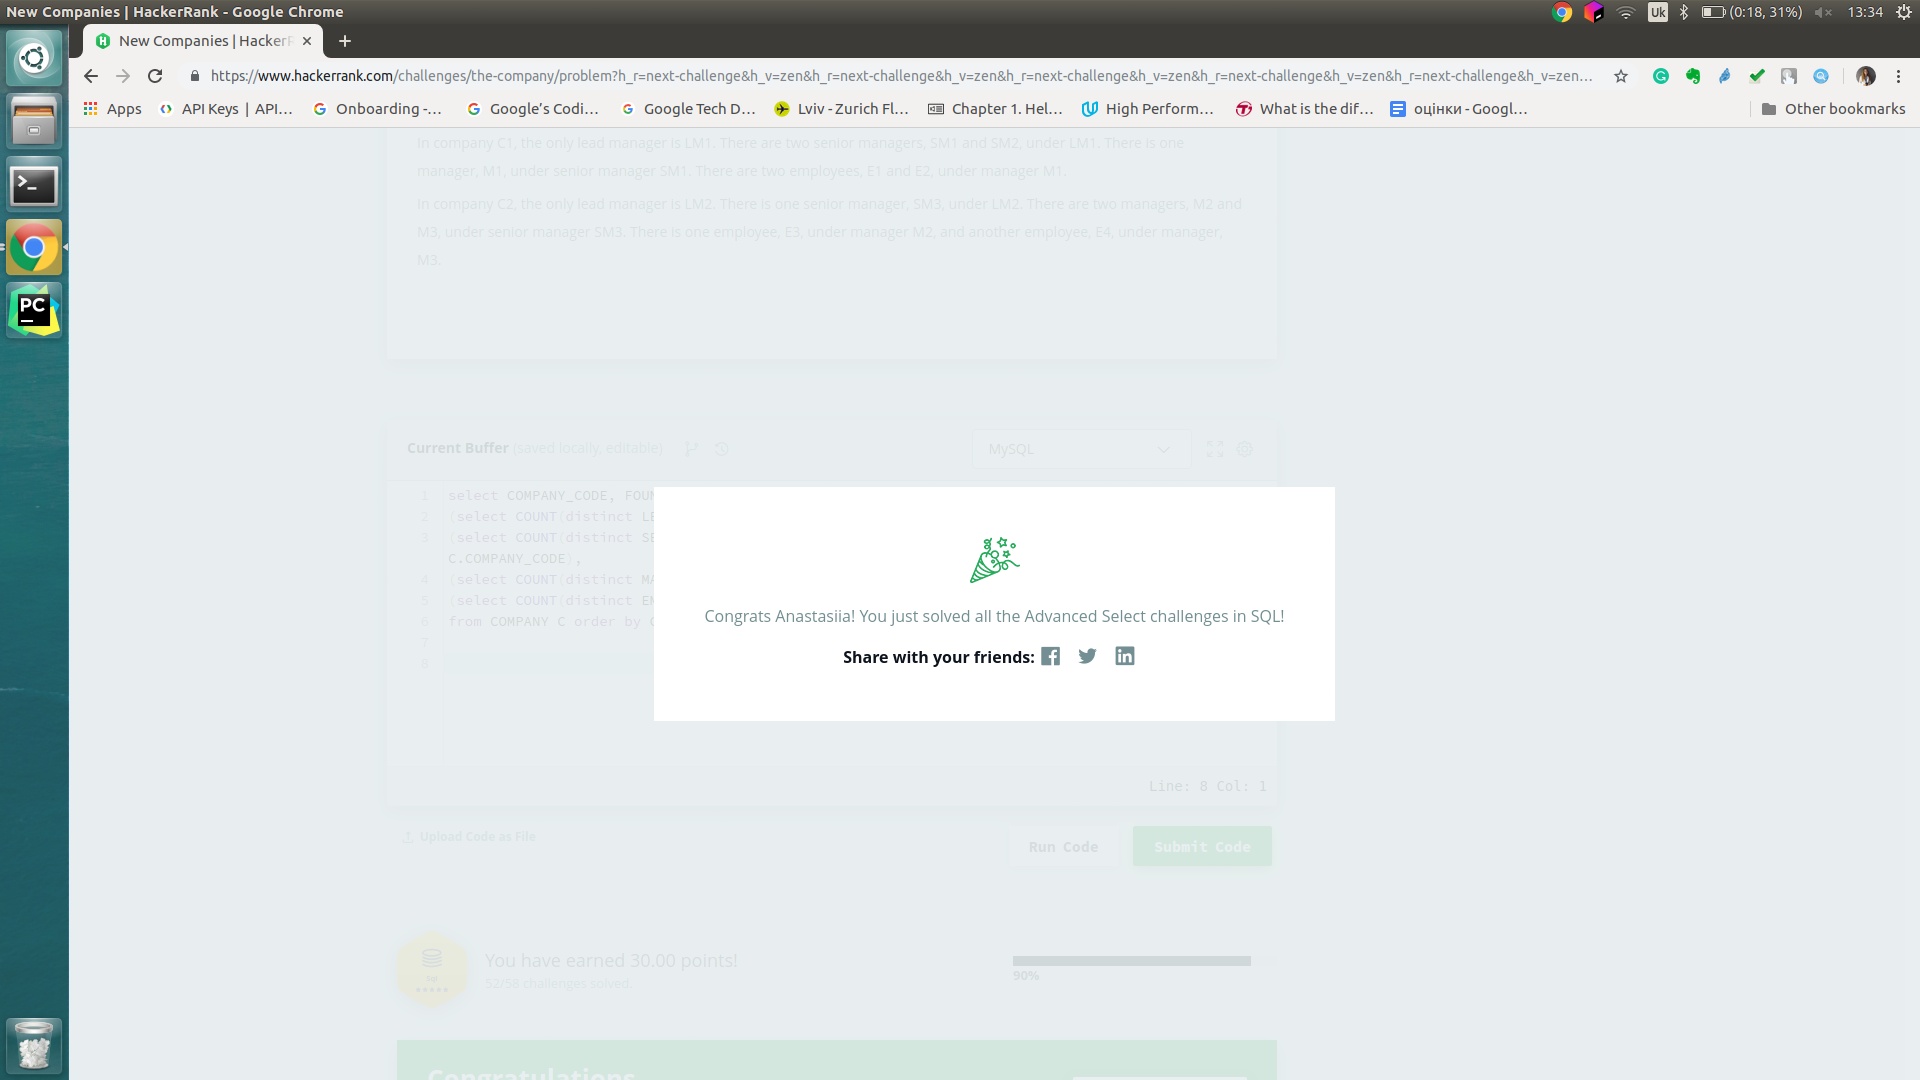 New Companies | HackerRank - Google Chrome
Uk
(0:18, 31%)
13:34
New Companies | HackerR
https://www.hackerrank.com/challenges/the-company/problem?h_r=next-challenge&h_v=zen&h_r=next-challenge&h_v=zen&h_r=next-challenge&h_v=zen&h_r=next-challenge&h_v=zen&h_r=next-challenge&h_v=zen...
Apps
API Keys | API...
Onboarding -...
Google's Codi...
Google Tech D...
Lviv - Zurich Fl...
Chapter 1. Hel...
High Perform...
What is the dif...
оцінки - Googl...
Other bookmarks
In company C1, the only lead manager is LM1. There are two senior managers, SM1 and SM2, under LM1. There is one
manager, M1, under senior manager SM1. There are two employees, E1 and E2, under manager M1.
In company C2, the only lead manager is LM2. There is one senior manager, SM3, under LM2. There are two managers, M2 and
M3, under senior manager SM3. There is one employee, E3, under manager M2, and another employee, E4, under manager,
M3.
Current Buffer (saved locally, editable)
MySQL
1 select COMPANY_CODE, FOUN
2 (select COUNT(distinct LE
3 (select COUNT(distinct SE
C.COMPANY_CODE),
4 (select COUNT(distinct MA
5 (select COUNT(distinct EM
6 from COMPANY C order by C
7
8
Congrats Anastasiia! You just solved all the Advanced Select challenges in SQL!
Share with your friends:
Line: 8 Col: 1
Upload Code as File
Run Code
Submit Code
You have earned 30.00 points!
52/58 challenges solved.
90%
Congratulations
PC